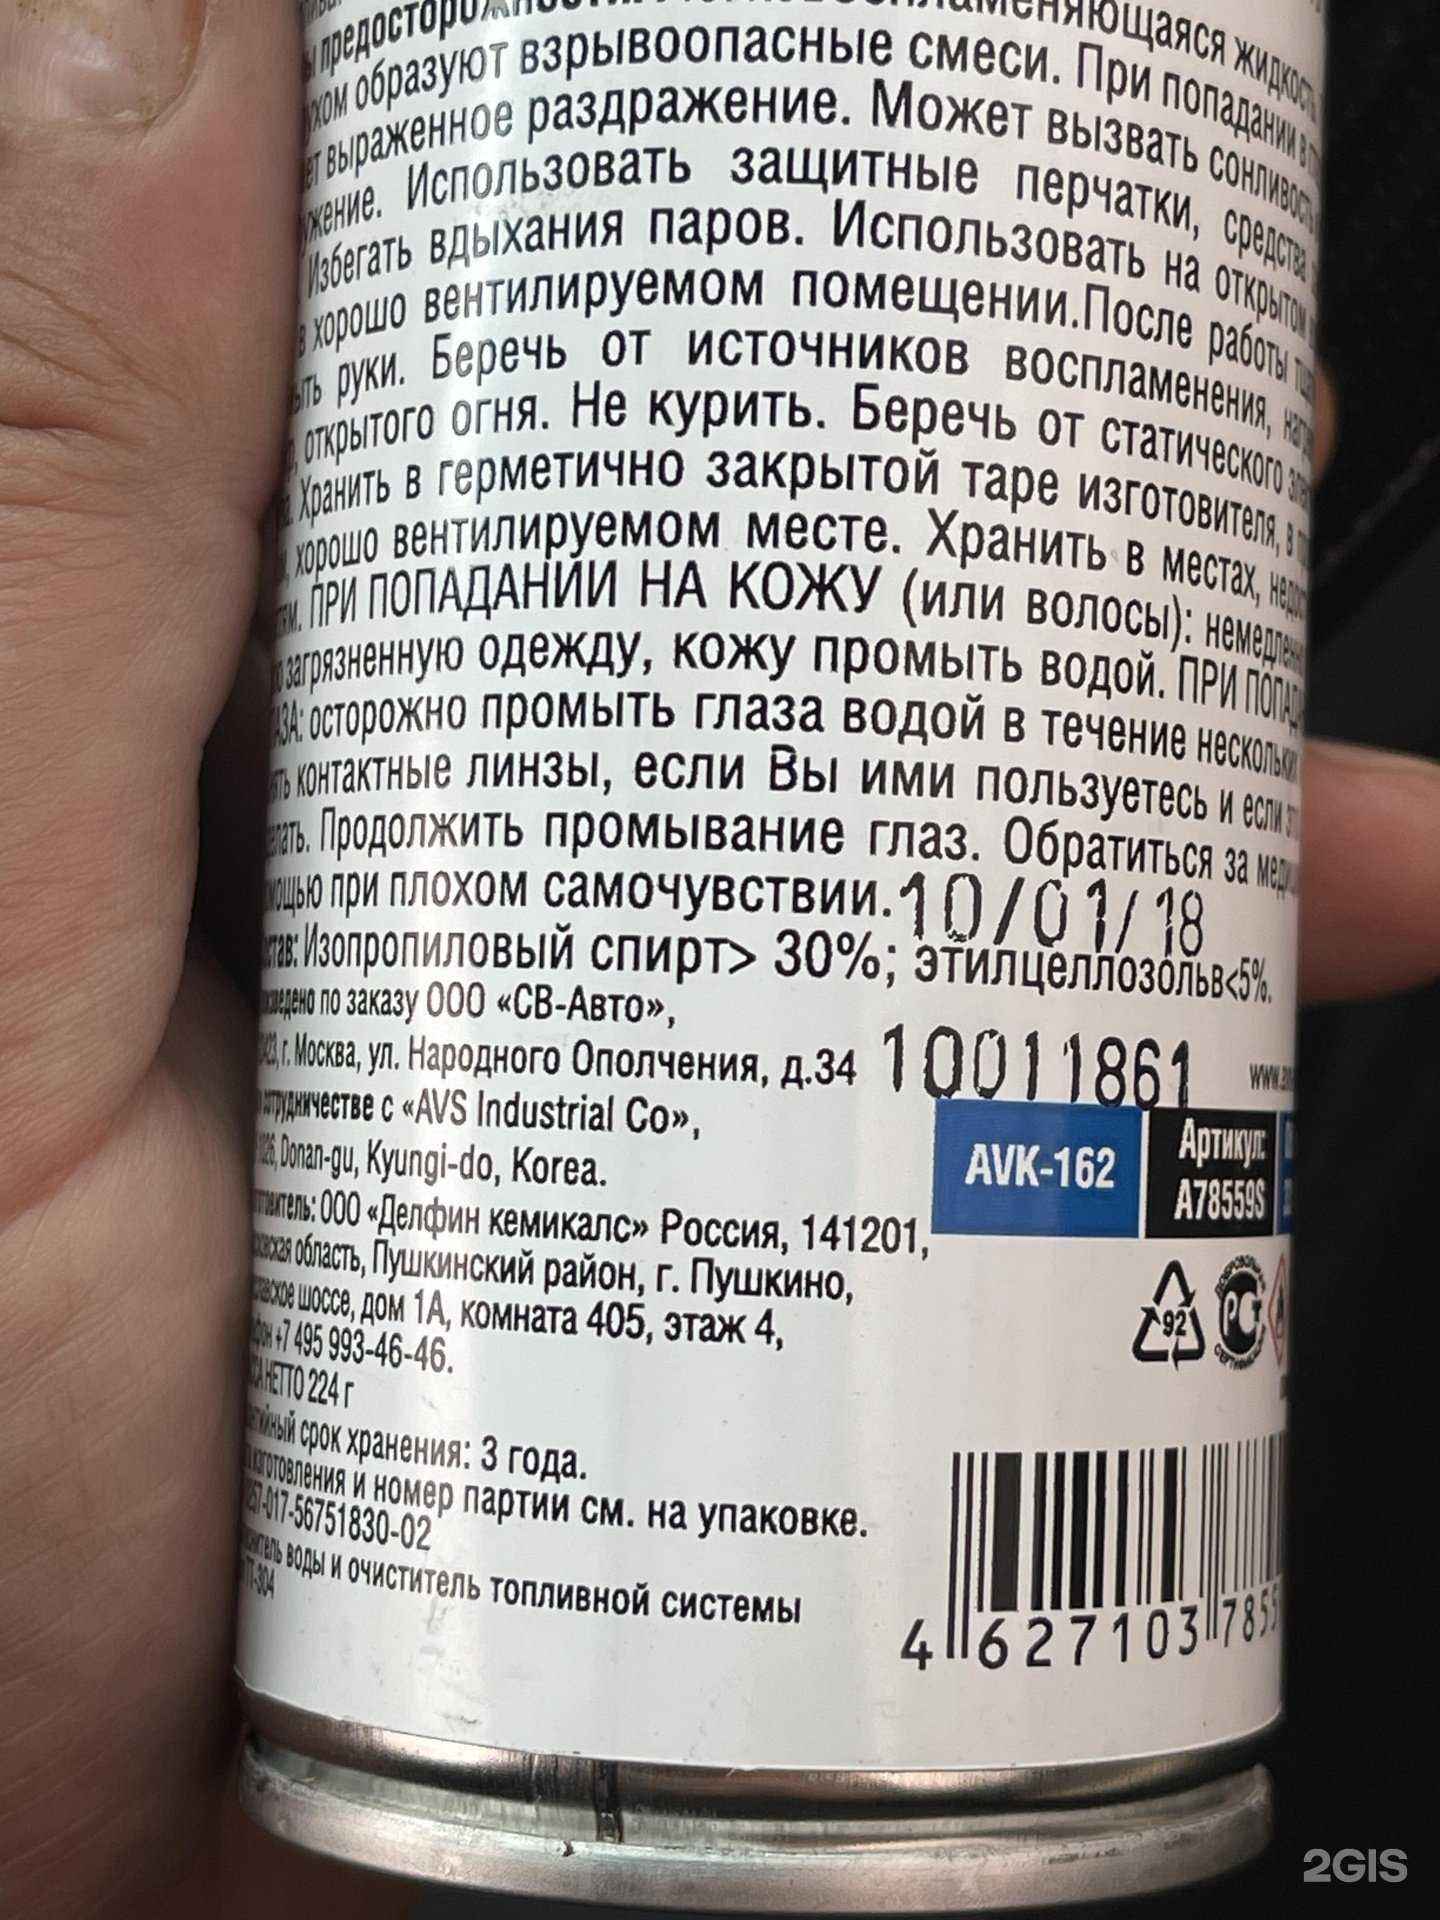 предосторожности
образуют взрывоопасные смеси. При попадании в
выраженное раздражение. Может вызвать сонливость
Использовать защитные перчатки, средства
Избегать вдыхания паров. Использовать на открытом
в хорошо вентилируемом помещении.После работы
руки. Беречь от источников воспламенения,
открытого огня. Не курить. Беречь от статического
Хранить в герметично закрытой таре изготовителя, в
хорошо вентилируемом месте. Хранить в местах,
ПРИ ПОПАДАНИИ НА КОЖУ (или волосы): немедленно
загрязненную одежду, кожу промыть водой. ПРИ
осторожно промыть глаза водой в течение нескольких
контактные линзы, если Вы ими пользуетесь и если
Продолжить промывание глаз. Обратиться за
при плохом самочувствии. 10/01/18
Изопропиловый спирт> 30%; этилцеллозольв<5%.
по заказу ООО «СВ-Авто»,
г. Москва, ул. Народного Ополчения, д.34
10011861
с «AVS Industrial Co»,
Donan-gu, Kyungi-do, Korea.
AVK-162
Артикул:
A78559S
ООО «Делфин кемикалс» Россия, 141201,
область, Пушкинский район, г. Пушкино,
шоссе, дом 1А, комната 405, этаж 4,
+7 495 993-46-46.
НЕТТО 224 г
92
срок хранения: 3 года.
изготовления и номер партии см. на упаковке.
017-56751830-02
воды и очиститель топливной системы
4 627103 7855
2GIS